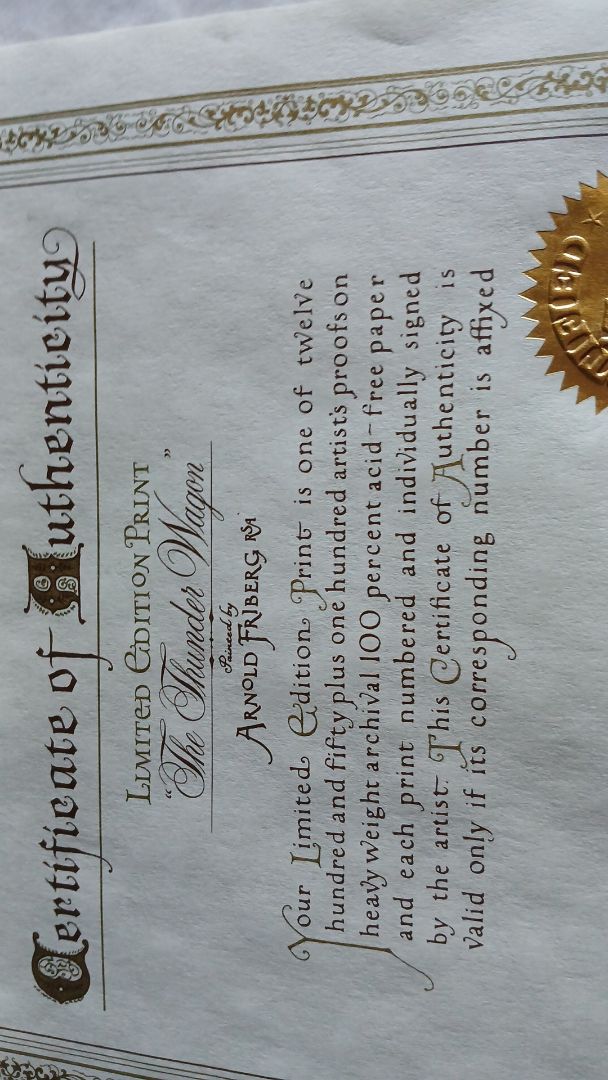 Certificate of Authenticity
LIMITED EDITION PRINT
"The Thunder Wagon"
Painted by
ARNOLD FRIBERG RSA
Your Limited Edition Print is one of twelve
hundred and fifty plus one hundred artist's proofs on
heavyweight archival 100 percent acid-free paper
and each print numbered and individually signed
by the artist. This Certificate of Authenticity is
valid only if its corresponding number is affixed